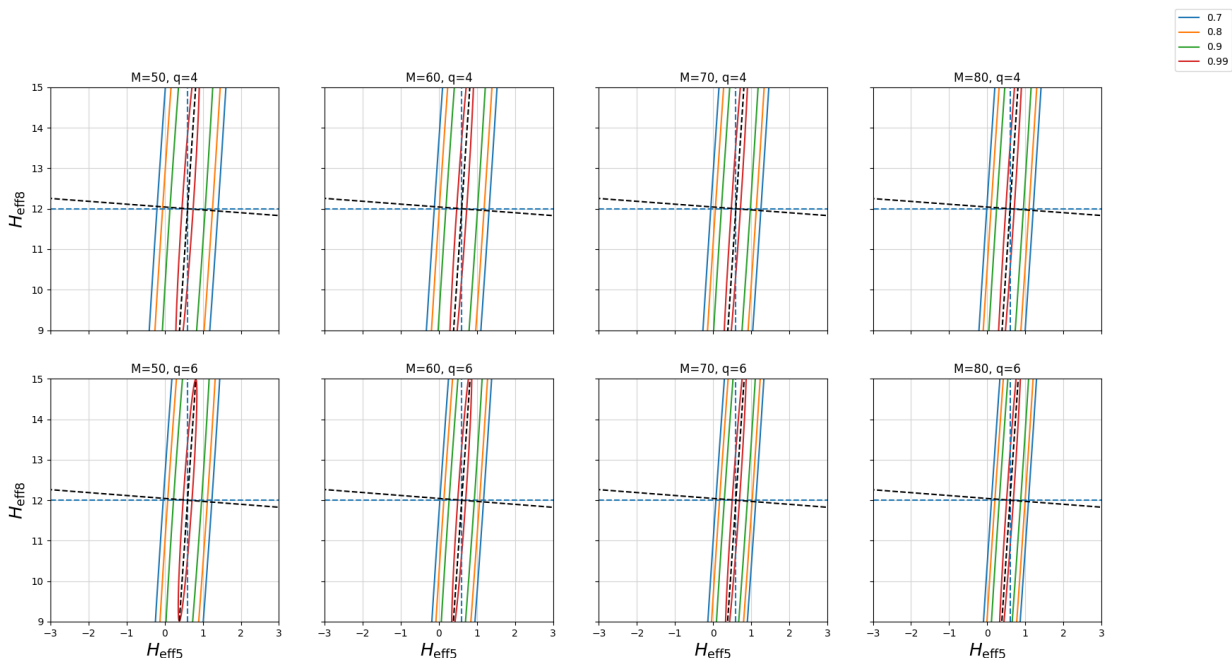 0.7
0.8
0.9
0.99
M=50, q=4
M=60, q=4
M=70, q=4
M=80, q=4
15
14
13
12
11
10
9
H_eff8
M=50, q=6
M=60, q=6
M=70, q=6
M=80, q=6
15
14
13
12
11
10
9
H_eff8
−3 −2 −1 0 1 2 3
−3 −2 −1 0 1 2 3
−3 −2 −1 0 1 2 3
−3 −2 −1 0 1 2 3
H_eff5
H_eff5
H_eff5
H_eff5